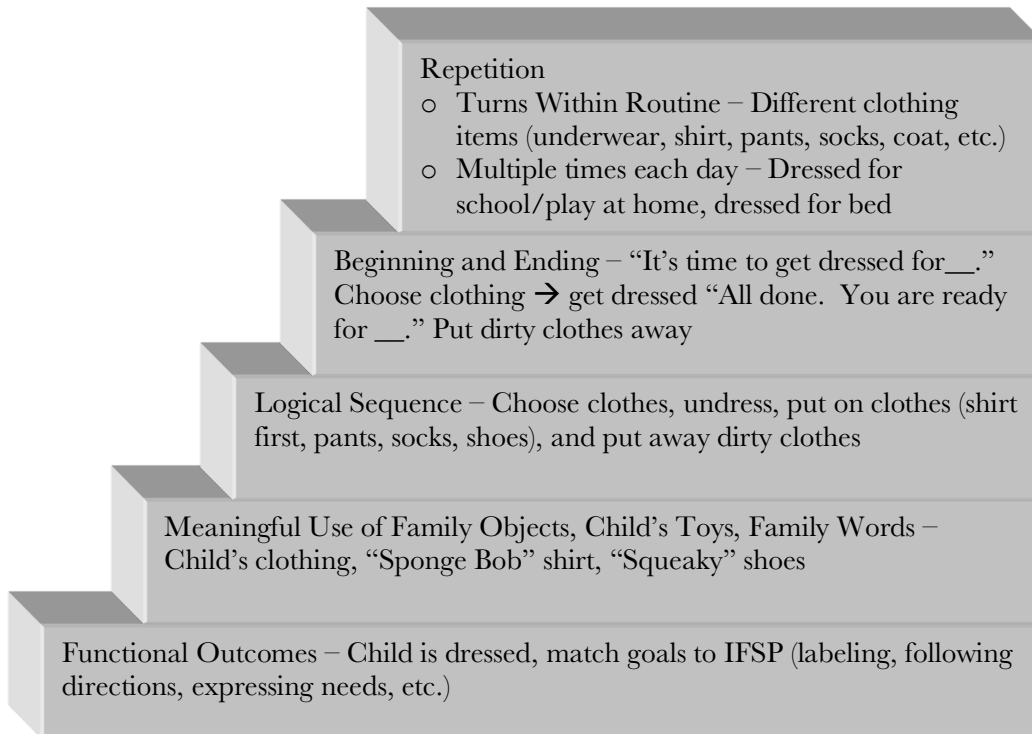 Repetition
o Turns Within Routine – Different clothing
items (underwear, shirt, pants, socks, coat, etc.)
o Multiple times each day – Dressed for
school/play at home, dressed for bed
Beginning and Ending – “It’s time to get dressed for__.”
Choose clothing → get dressed “All done.  You are ready
for __.” Put dirty clothes away
Logical Sequence – Choose clothes, undress, put on clothes (shirt
first, pants, socks, shoes), and put away dirty clothes
Meaningful Use of Family Objects, Child’s Toys, Family Words –
Child’s clothing, “Sponge Bob” shirt, “Squeaky” shoes
Functional Outcomes – Child is dressed, match goals to IFSP (labeling, following
directions, expressing needs, etc.)